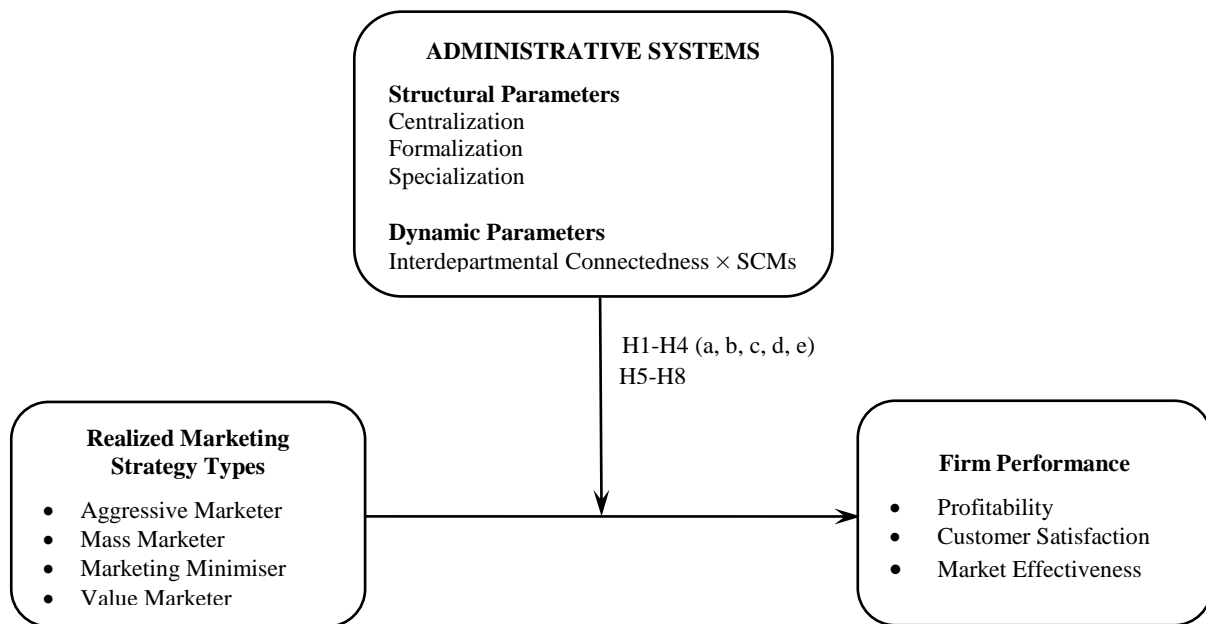 ADMINISTRATIVE SYSTEMS
Structural Parameters
Centralization
Formalization
Specialization
Dynamic Parameters
Interdepartmental Connectedness × SCMs
H1-H4 (a, b, c, d, e)
H5-H8
Realized Marketing
Strategy Types
• Aggressive Marketer
• Mass Marketer
• Marketing Minimiser
• Value Marketer
Firm Performance
• Profitability
• Customer Satisfaction
• Market Effectiveness